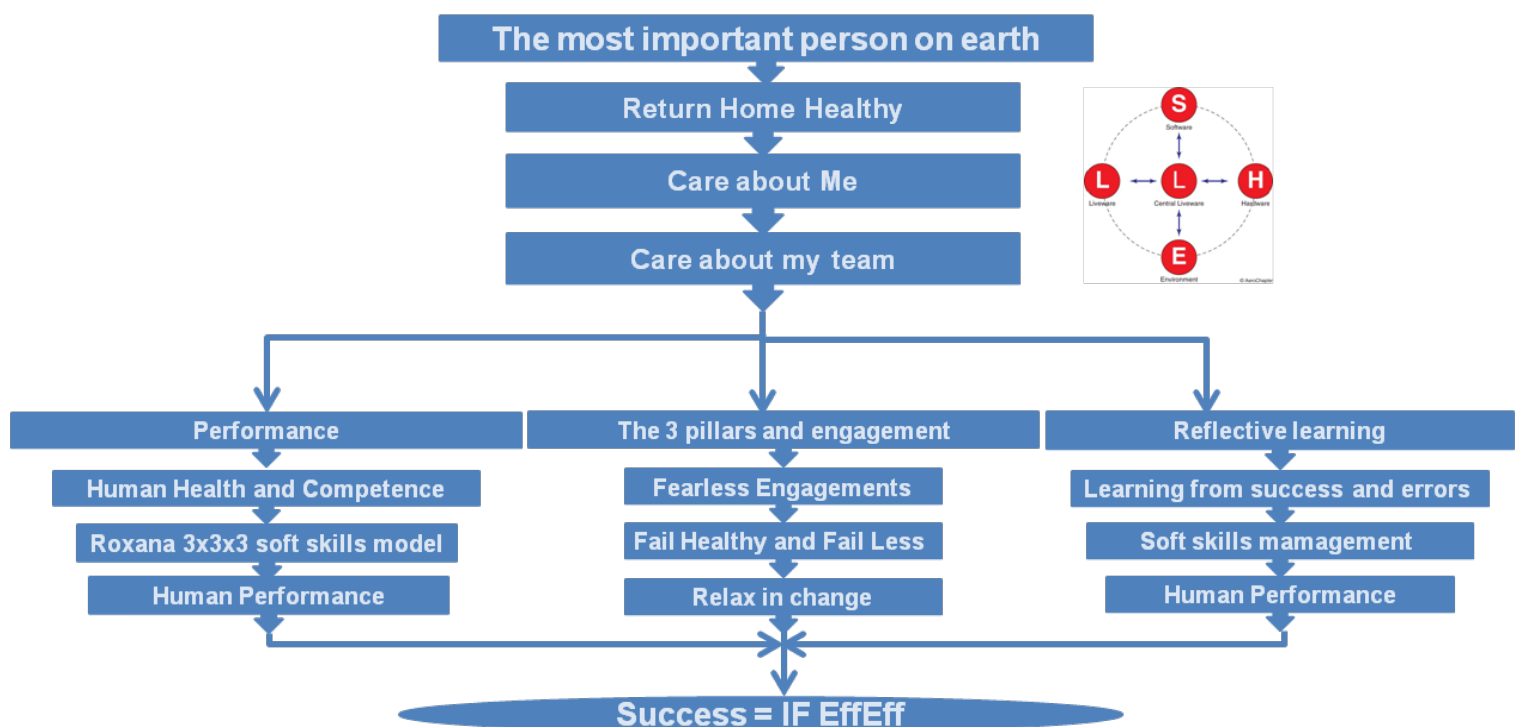 The most important person on earth
Return Home Healthy
Care about Me
Care about my team
S
Software
L
Liveware
L
Central Liveware
H
Hardware
E
Environment
© AeroChapter
Performance
Human Health and Competence
Roxana 3x3x3 soft skills model
Human Performance
The 3 pillars and engagement
Fearless Engagements
Fail Healthy and Fail Less
Relax in change
Reflective learning
Learning from success and errors
Soft skills mamagement
Human Performance
Success = IF EffEff